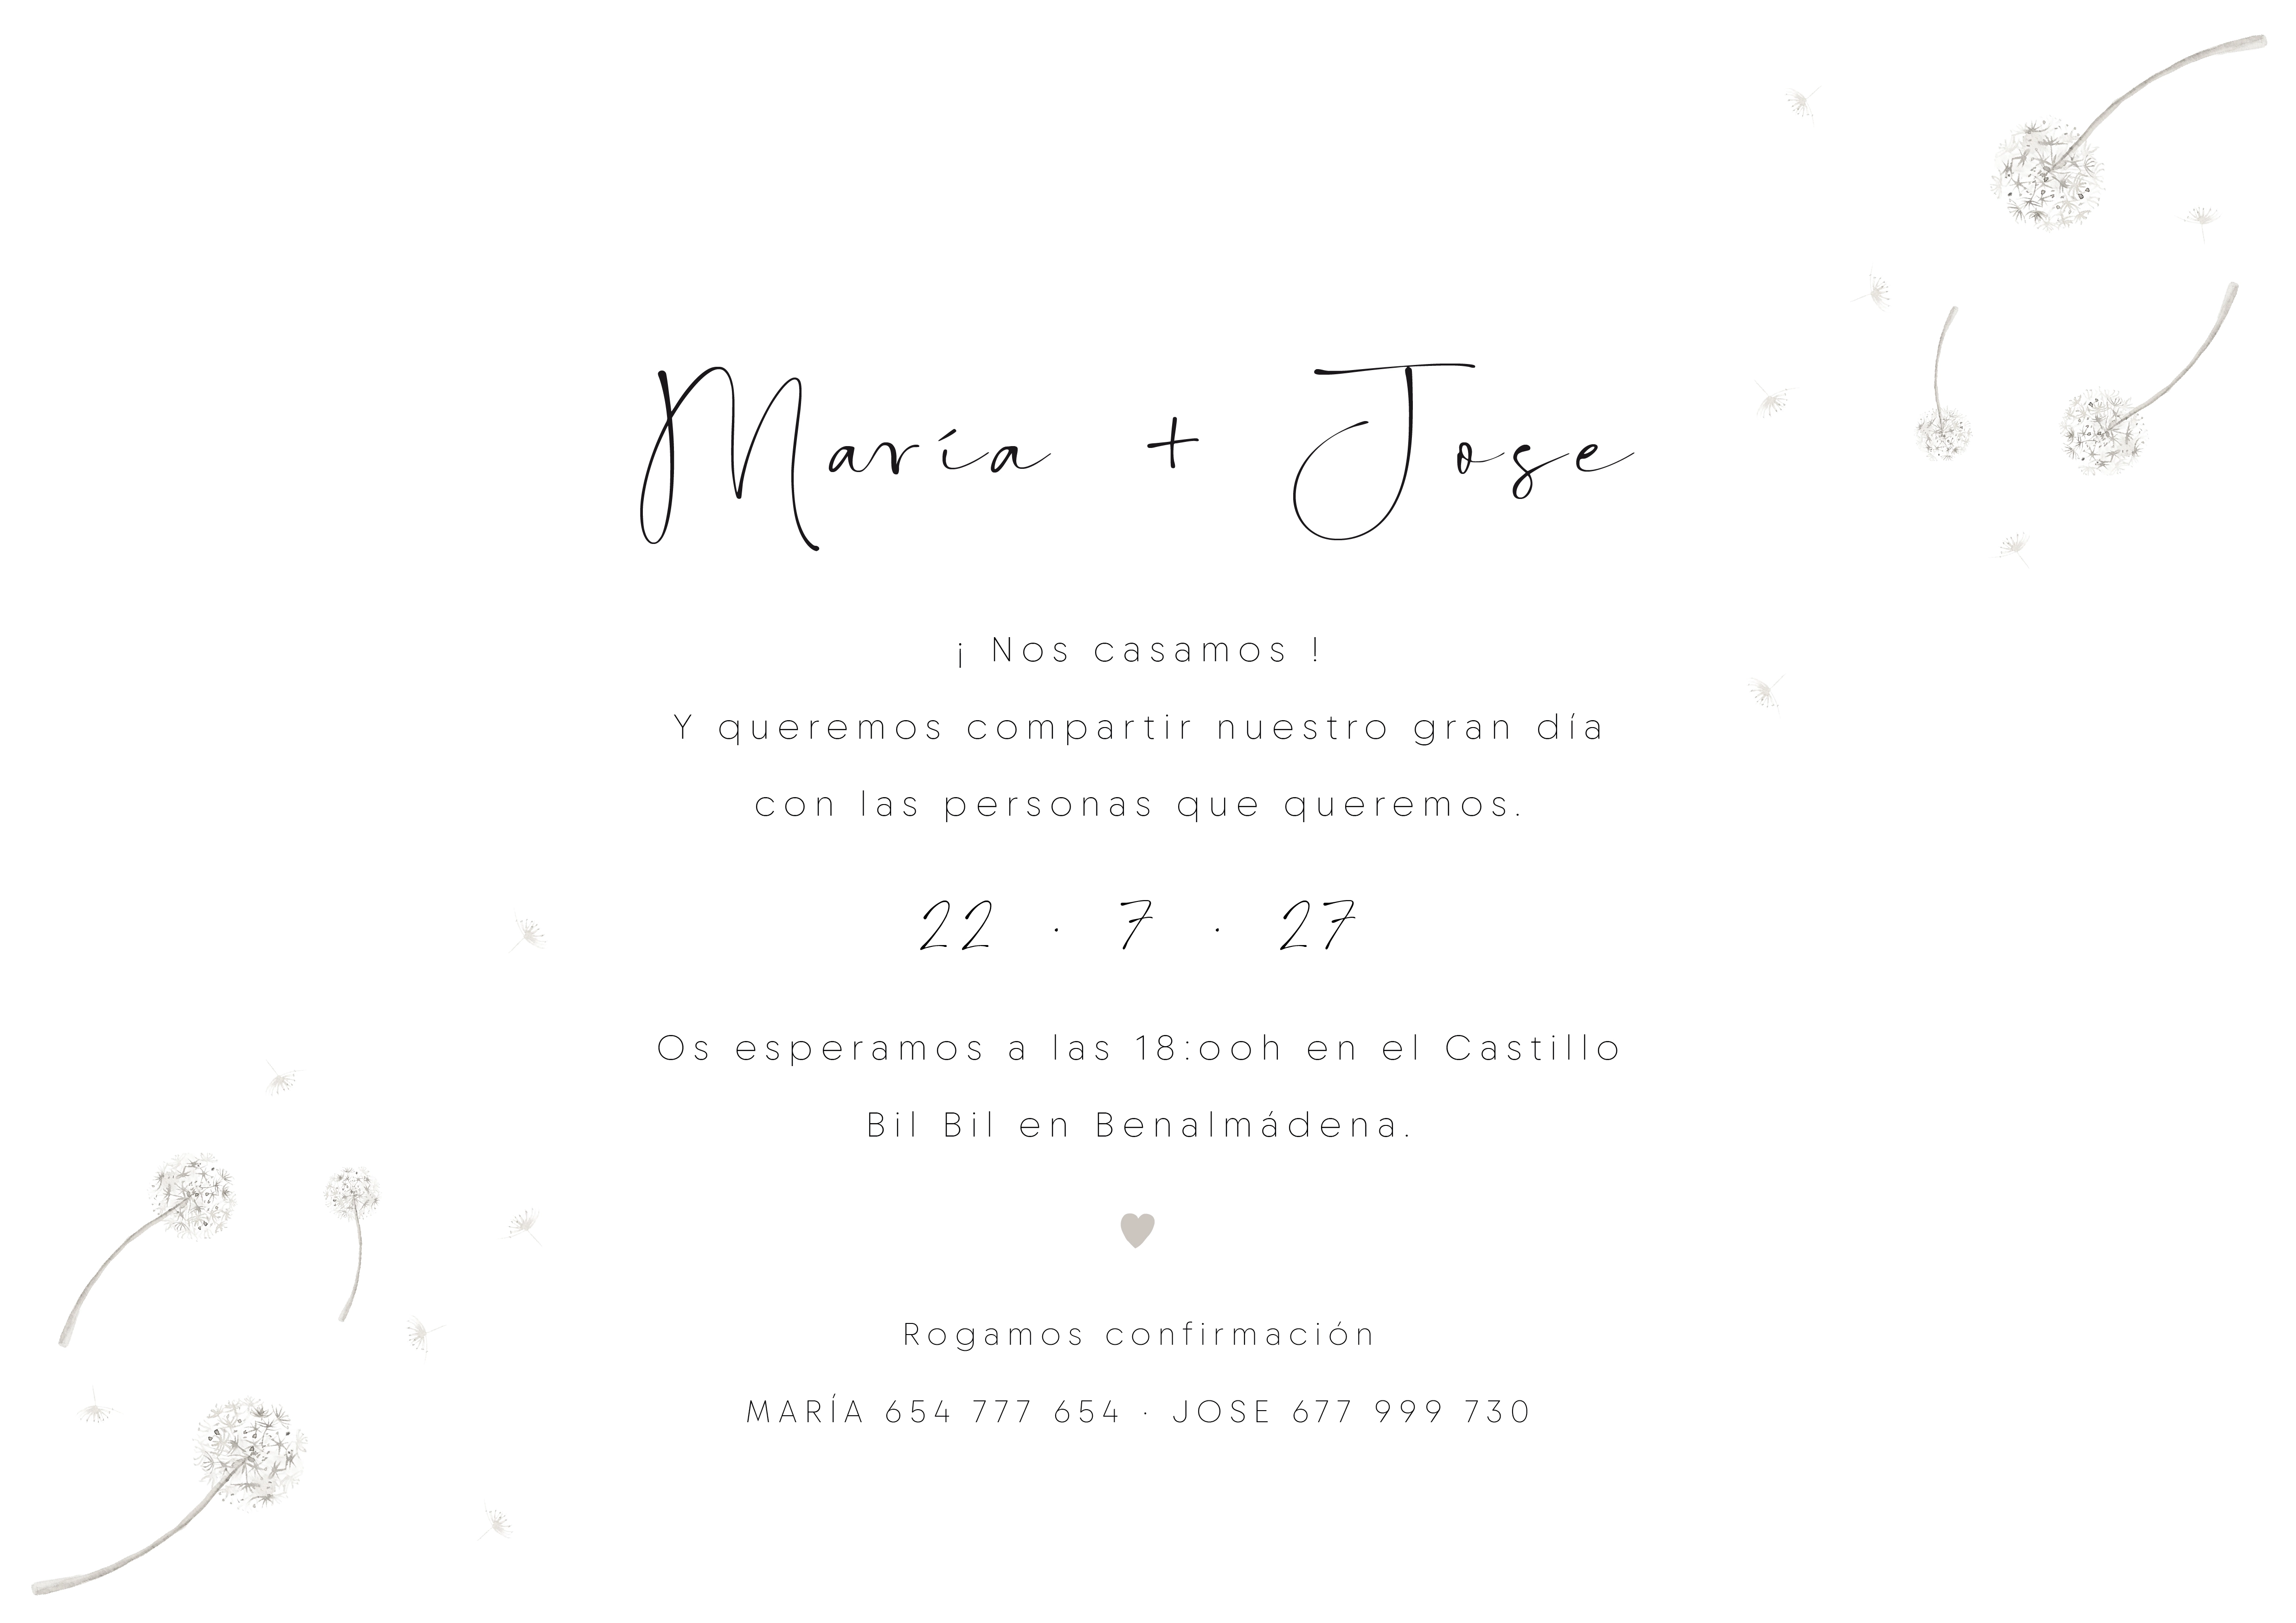 María + Jose
¡ Nos casamos !
Y queremos compartir nuestro gran día
con las personas que queremos.
22 · 7 · 27
Os esperamos a las 18:00h en el Castillo
Bil Bil en Benalmádena.
Rogamos confirmación
MARÍA 654 777 654 · JOSE 677 999 730